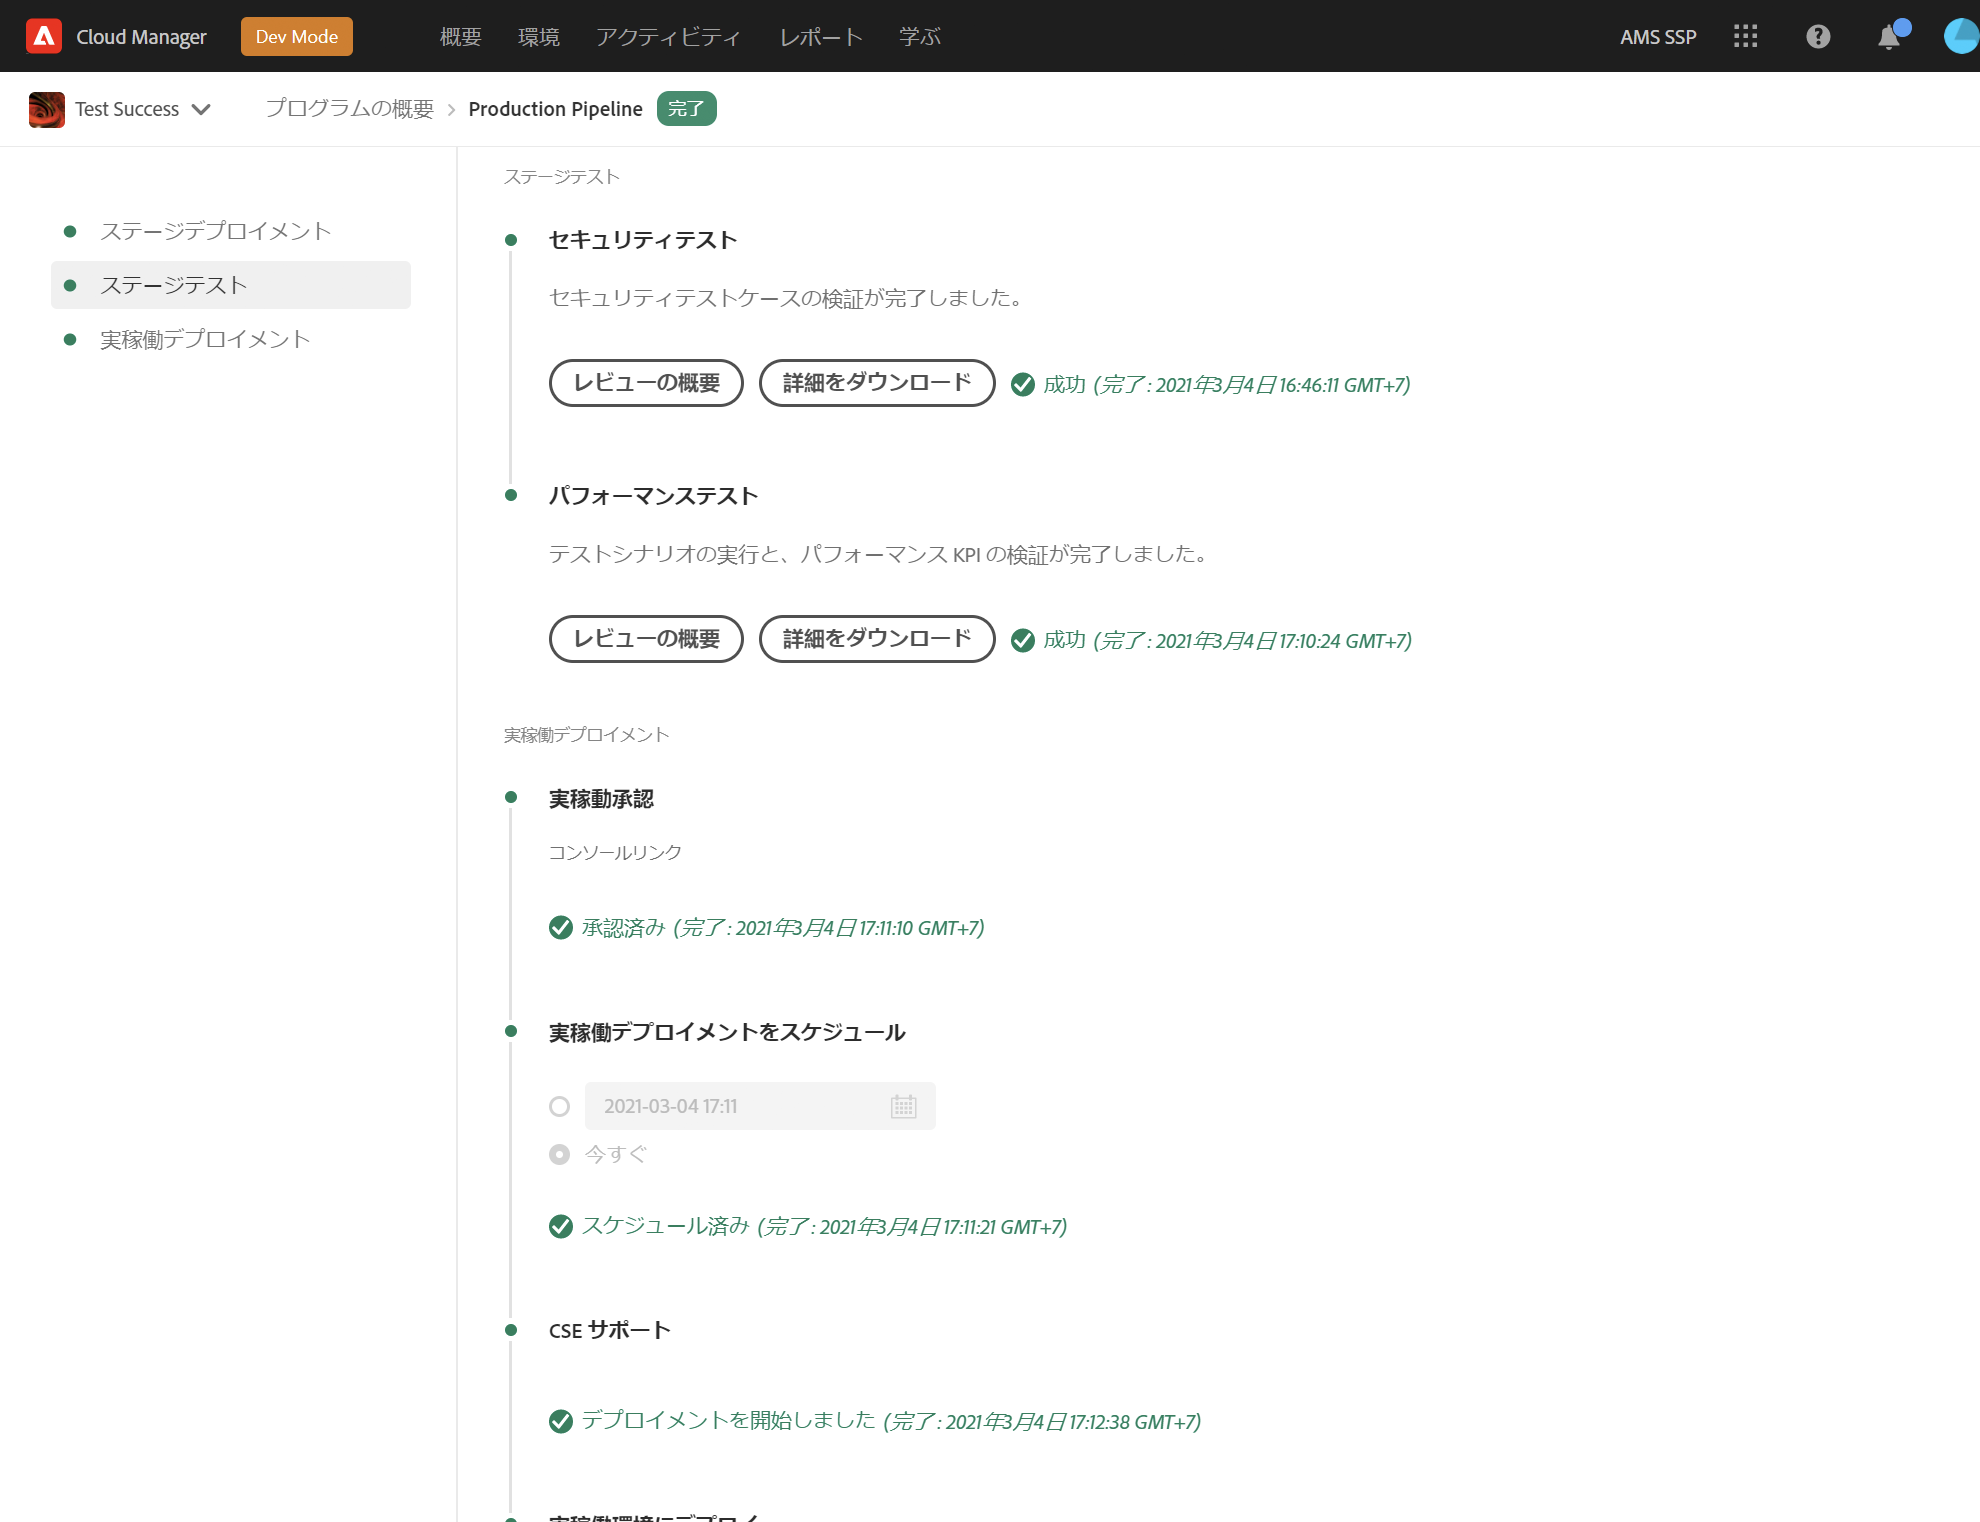 Cloud Manager Dev Mode 概要 環境 アクティビティ レポート 学ぶ AMS SSP
Test Success プログラムの概要 Production Pipeline 完了
ステージデプロイメント
ステージテスト
実稼働デプロイメント
ステージテスト
セキュリティテスト
セキュリティテストケースの検証が完了しました。
レビューの概要 詳細をダウンロード 成功 (完了: 2021年3月4日 16:46:11 GMT+7)
パフォーマンステスト
テストシナリオの実行と、パフォーマンス KPI の検証が完了しました。
レビューの概要 詳細をダウンロード 成功 (完了: 2021年3月4日 17:10:24 GMT+7)
実稼働デプロイメント
実稼動承認
コンソールリンク
承認済み (完了: 2021年3月4日 17:11:10 GMT+7)
実稼働デプロイメントをスケジュール
2021-03-04 17:11
今すぐ
スケジュール済み (完了: 2021年3月4日 17:11:21 GMT+7)
CSE サポート
デプロイメントを開始しました (完了: 2021年3月4日 17:12:38 GMT+7)
実稼働環境にデプロイ